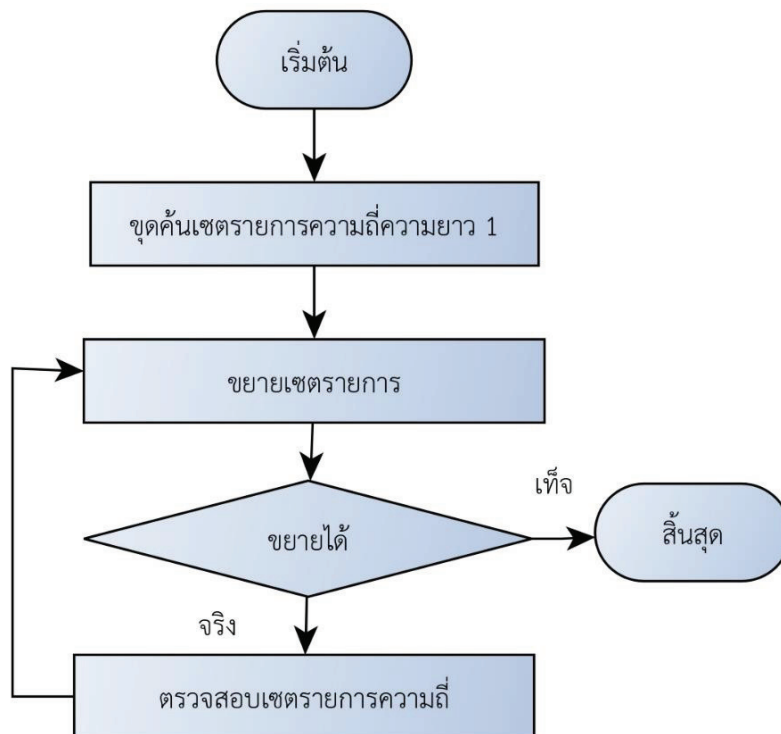 เริ่มต้น
ขุดค้นเซตรายการความถี่ความยาว 1
ขยายเซตรายการ
ขยายได้
เท็จ
สิ้นสุด
จริง
ตรวจสอบเซตรายการความถี่